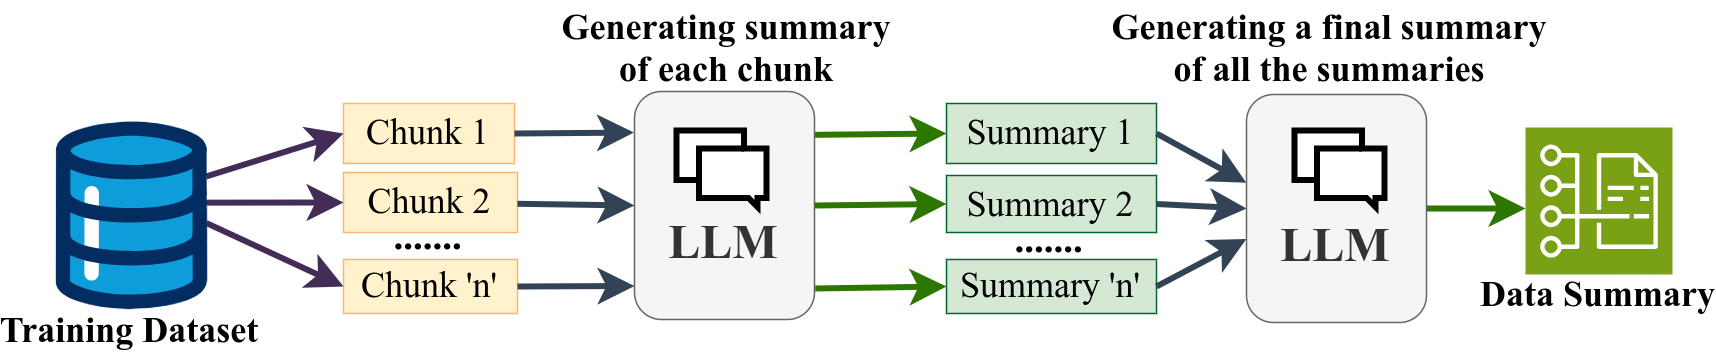 Generating summary
of each chunk
Generating a final summary
of all the summaries
Chunk 1
Chunk 2
.......
Chunk 'n'
LLM
Summary 1
Summary 2
.......
Summary 'n'
LLM
Training Dataset
Data Summary